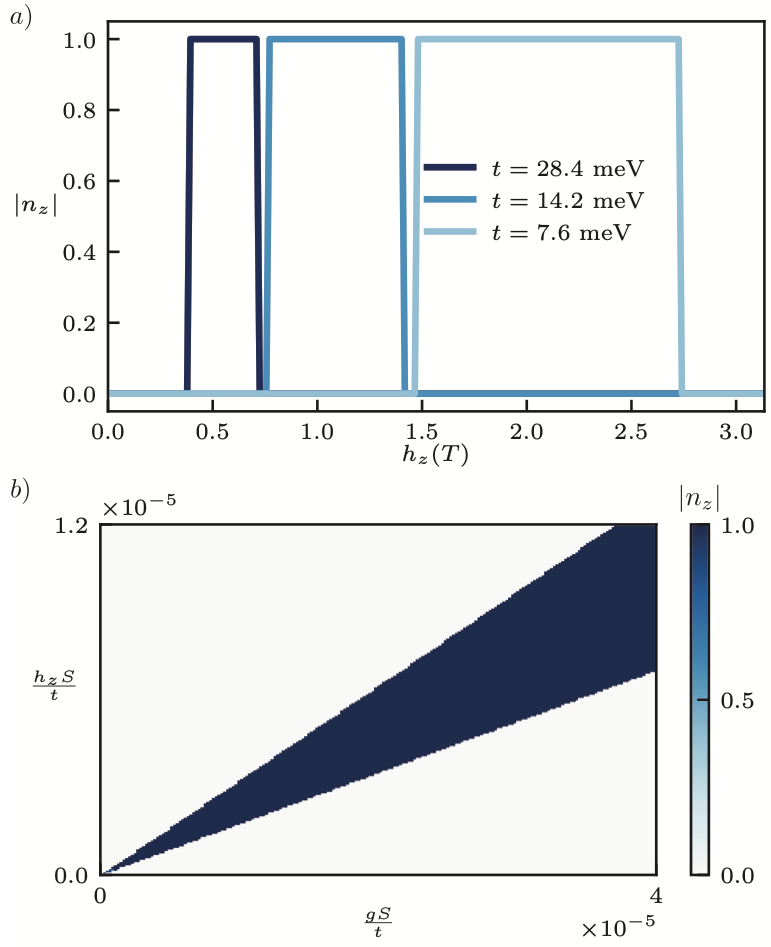 a)
1.0
0.8
0.6
|n_z|
0.4
0.2
0.0
t = 28.4 meV
t = 14.2 meV
t = 7.6 meV
0.0 0.5 1.0 1.5 2.0 2.5 3.0
h_z(T)
b)
×10⁻⁵
|n_z|
1.2
h_z S / t
0.0
0 4
gS / t
×10⁻⁵
1.0
0.5
0.0